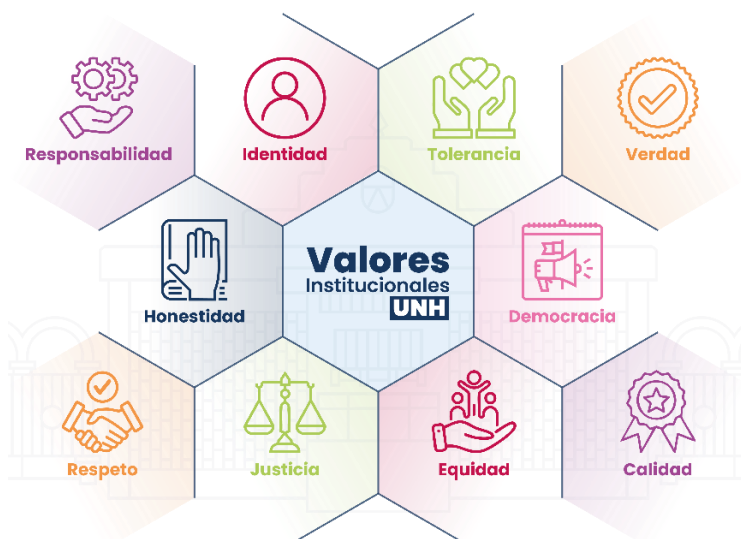 Responsabilidad
Identidad
Tolerancia
Verdad
Honestidad
Valores
Institucionales
UNH
Democracia
Respeto
Justicia
Equidad
Calidad